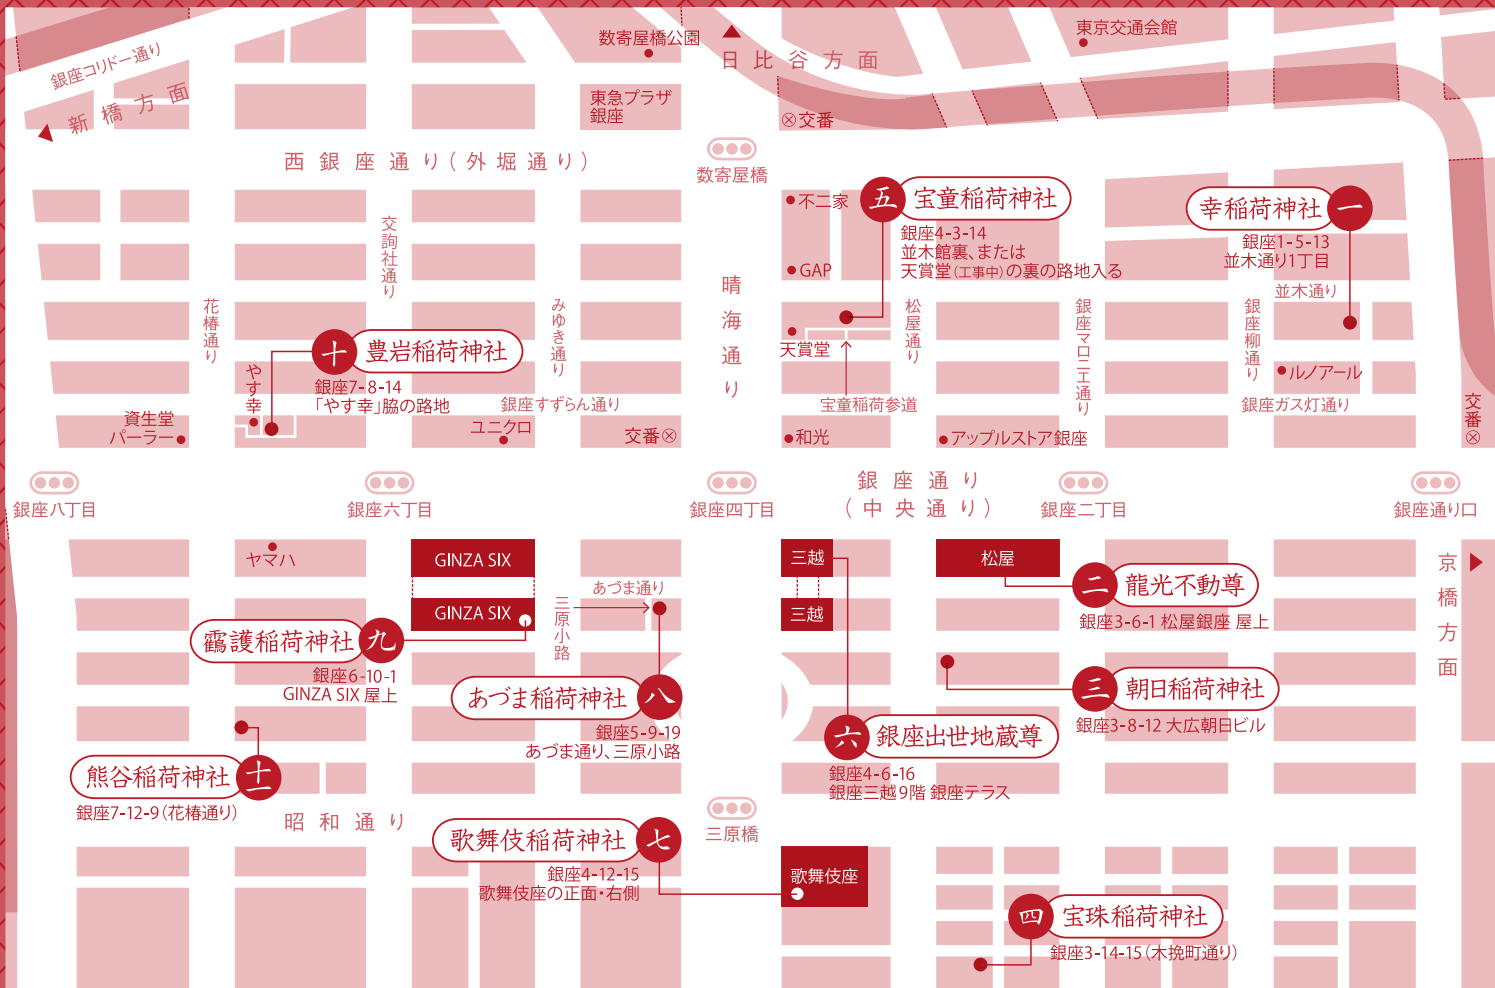 銀座コリドー通り
新橋方面
数寄屋橋公園
日比谷方面
東京交通会館
東急プラザ
銀座
交番
西銀座通り(外堀通り)
数寄屋橋
不二家
五
宝童稲荷神社
銀座4-3-14
並木館裏、または
天賞堂(工事中)の裏の路地入る
幸稲荷神社
一
銀座1-5-13
並木通り1丁目
並木通り
GAP
交詢社通り
花椿通り
みゆき通り
晴海通り
松屋通り
銀座マロニエ通り
銀座柳通り
天賞堂
十
豊岩稲荷神社
銀座7-8-14
「やす幸」脇の路地
やす幸
銀座すずらん通り
宝童稲荷参道
ルノアール
銀座ガス灯通り
資生堂
パーラー
ユニクロ
交番
和光
アップルストア銀座
交番
銀座八丁目
銀座六丁目
銀座四丁目
銀座通り
(中央通り)
銀座二丁目
銀座通り口
ヤマハ
GINZA SIX
GINZA SIX
あづま通り
三原小路
三越
三越
松屋
二
龍光不動尊
銀座3-6-1 松屋銀座 屋上
京橋方面
靍護稲荷神社
九
銀座6-10-1
GINZA SIX 屋上
あづま稲荷神社
八
銀座5-9-19
あづま通り、三原小路
三
朝日稲荷神社
銀座3-8-12 大広朝日ビル
六
銀座出世地蔵尊
銀座4-6-16
銀座三越9階 銀座テラス
熊谷稲荷神社
十一
銀座7-12-9(花椿通り)
昭和通り
三原橋
歌舞伎稲荷神社
七
銀座4-12-15
歌舞伎座の正面・右側
歌舞伎座
四
宝珠稲荷神社
銀座3-14-15(木挽町通り)